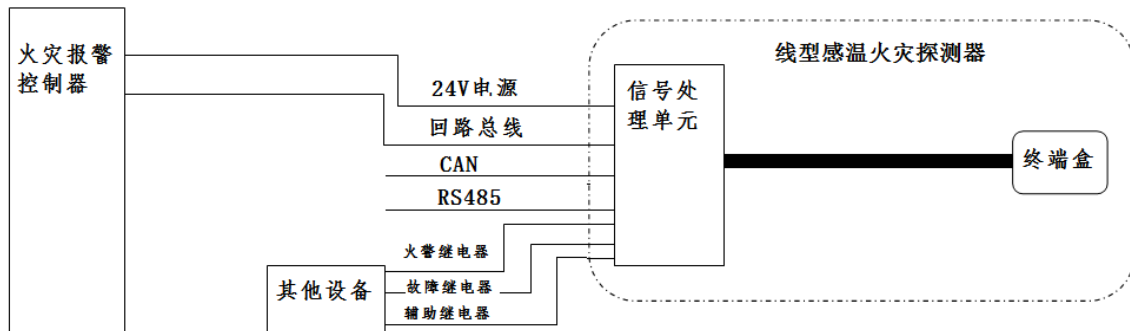 火灾报警
控制器
线型感温火灾探测器
24V电源
信号处
理单元
回路总线
CAN
终端盒
RS485
火警继电器
其他设备
故障继电器
辅助继电器